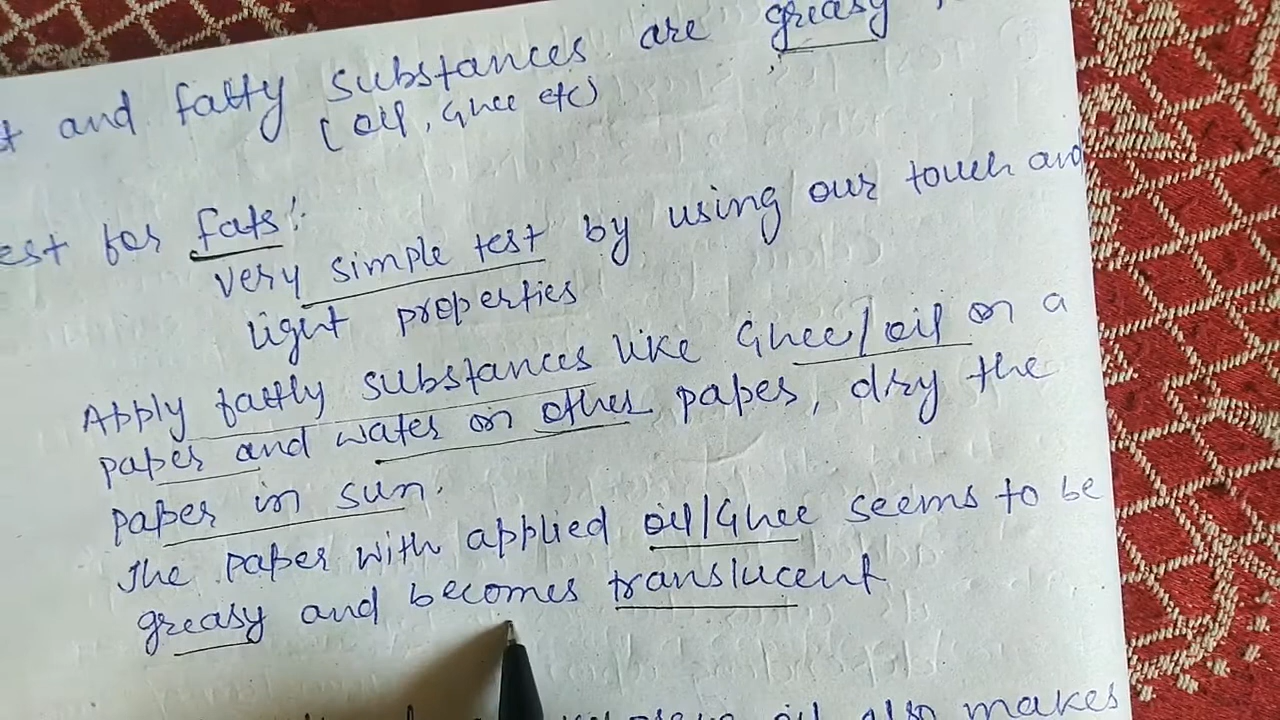 and fatty substances are greasy
(oil, Ghee etc)
est for fats:
very simple test by using our touch and
light properties
Apply fattly substances like Ghee/oil on a
paper and water on other paper, dry the
paper in sun.
The paper with applied oil/Ghee seems to be
greasy and becomes translucent
oil also makes